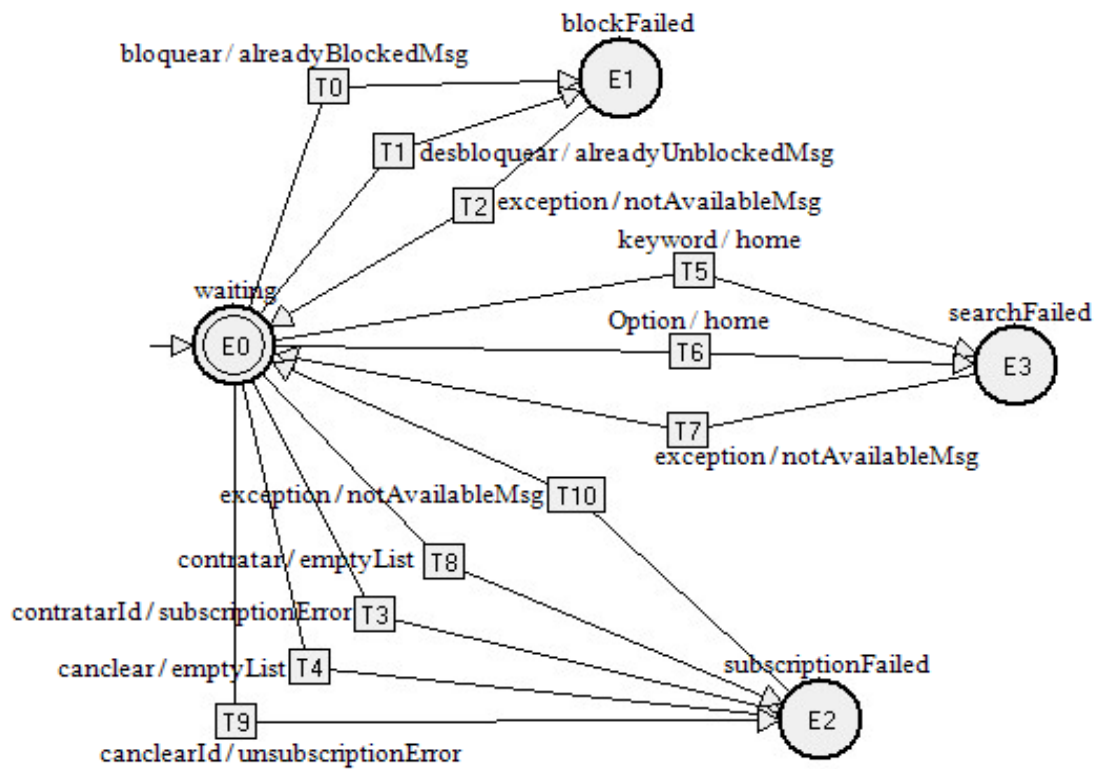 blockFailed
bloquear / alreadyBlockedMsg
T0
E1
T1
desbloquear / alreadyUnblockedMsg
T2
exception / notAvailableMsg
keyword / home
T5
waiting
Option / home
searchFailed
E0
T6
E3
T7
exception / notAvailableMsg
exception / notAvailableMsg
T10
contratar / emptyList
T8
contratarId / subscriptionError
T3
canclear / emptyList
T4
subscriptionFailed
T9
E2
canclearId / unsubscriptionError